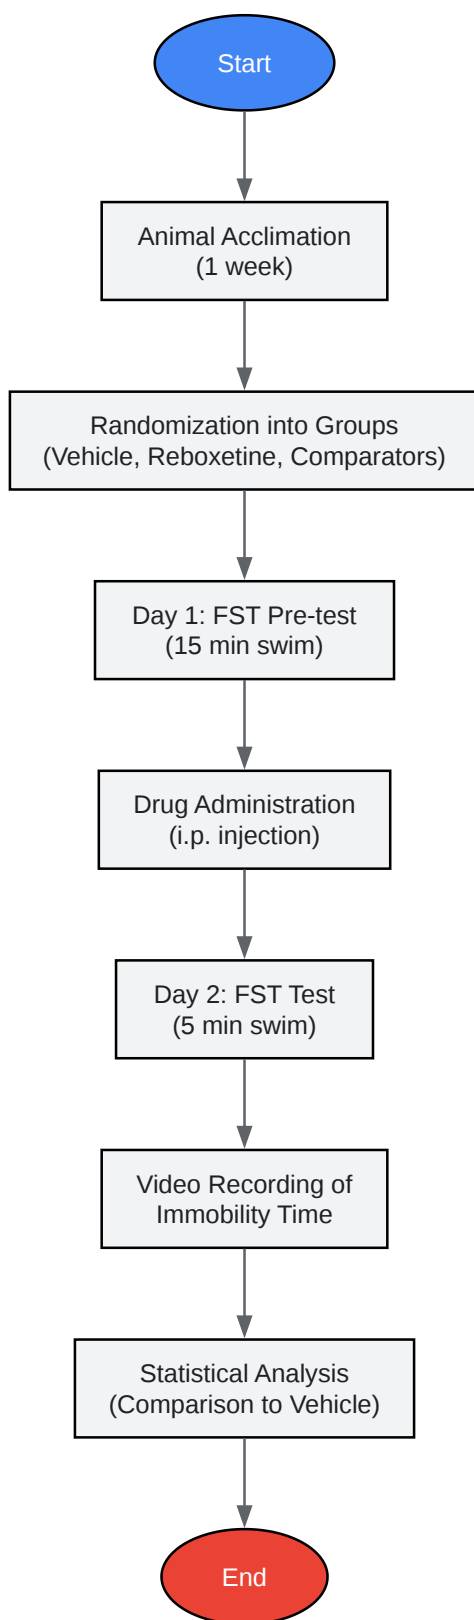 Start
Animal Acclimation
(1 week)
Randomization into Groups
(Vehicle, Reboxetine, Comparators)
Day 1: FST Pre-test
(15 min swim)
Drug Administration
(i.p. injection)
Day 2: FST Test
(5 min swim)
Video Recording of
Immobility Time
Statistical Analysis
(Comparison to Vehicle)
End